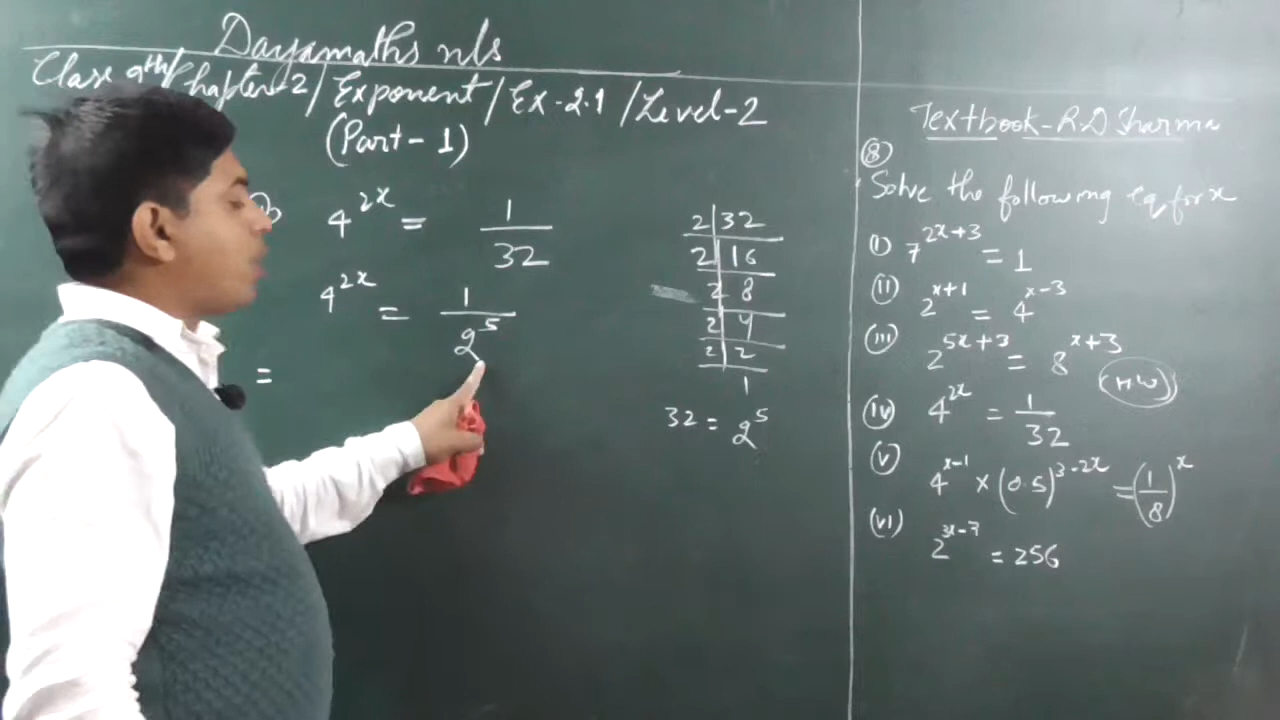 Dayamaths nls
Class 9th/Chapter-2/Exponent/Ex-2.1/Level-2
(Part-1)
4^{2x} = 1/32
4^{2x} = 1/2^5
=
2|32
2|16
2|8
2|4
2|2
1
32 = 2^5
Textbook-R.D Sharma
(8)
Solve the following eq for x
(i) 7^{2x+3} = 1
(ii) 2^{x+1} = 4^{x-3}
(iii) 2^{5x+3} = 8^{x+3}
(HW)
(iv) 4^{2x} = 1/32
(v) 4^{x-1} × (0.5)^{3-2x} = (1/8)^x
(vi) 2^{3x-7} = 256